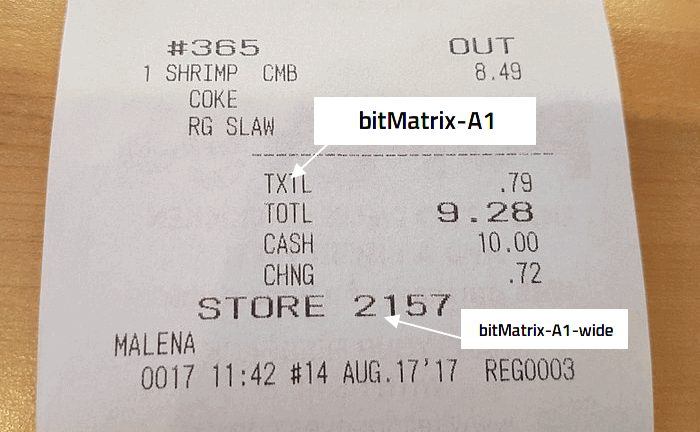 #365 OUT
1 SHRIMP CMB 8.49
COKE
RG SLAW
bitMatrix-A1
TXTL .79
TOTL 9.28
CASH 10.00
CHNG .72
STORE 2157
bitMatrix-A1-wide
MALENA
0017 11:42 #14 AUG.17'17 REG0003